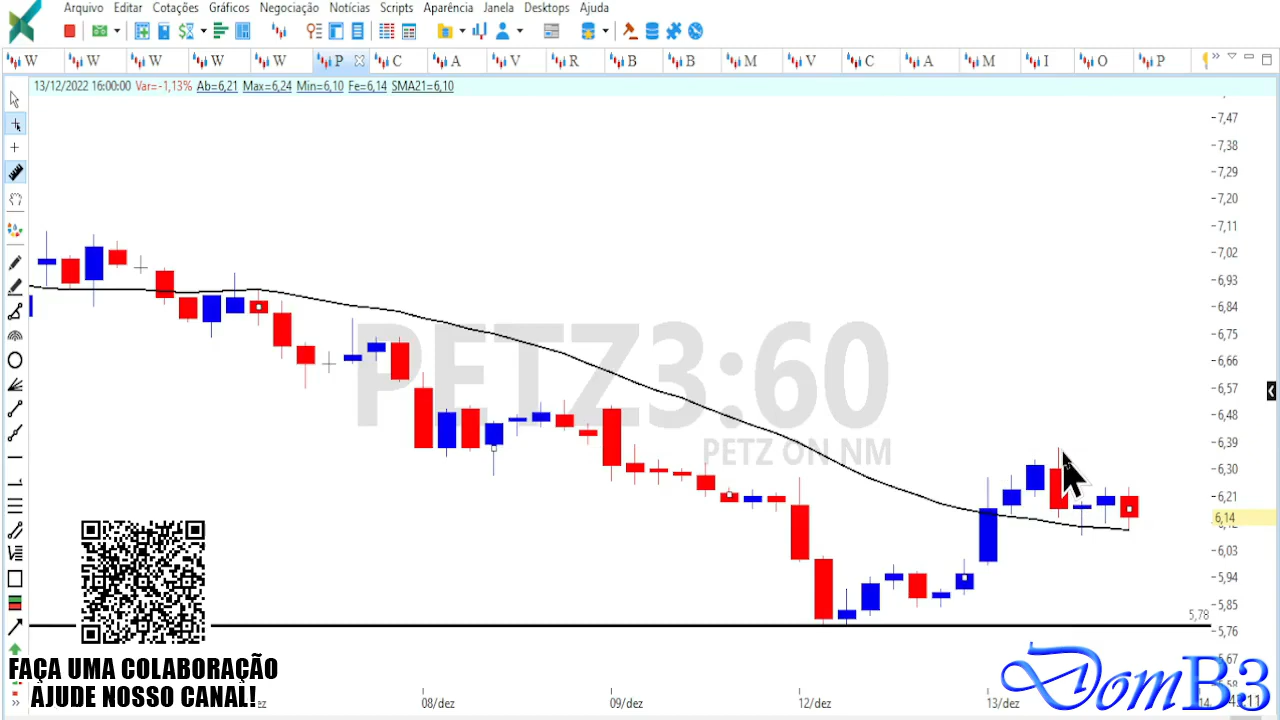 Arquivo Editar Cotações Gráficos Negociação Notícias Scripts Aparência Janela Desktops Ajuda
W W W W W P C A V R B B M V C A M I O P
13/12/2022 16:00:00 Var=-1,13% Ab=6,21 Max=6,24 Min=6,10 Fe=6,14 SMA21=6,10
7,47
7,38
7,29
7,20
7,11
7,02
6,93
6,84
6,75
6,66
6,57
6,48
6,39
6,30
6,21
6,14
6,03
5,94
5,85
5,78
5,76
5,67
PETZ3:60
PETZ ON NM
FAÇA UMA COLABORAÇÃO
AJUDE NOSSO CANAL!
08/dez 09/dez 12/dez 13/dez
DomB3